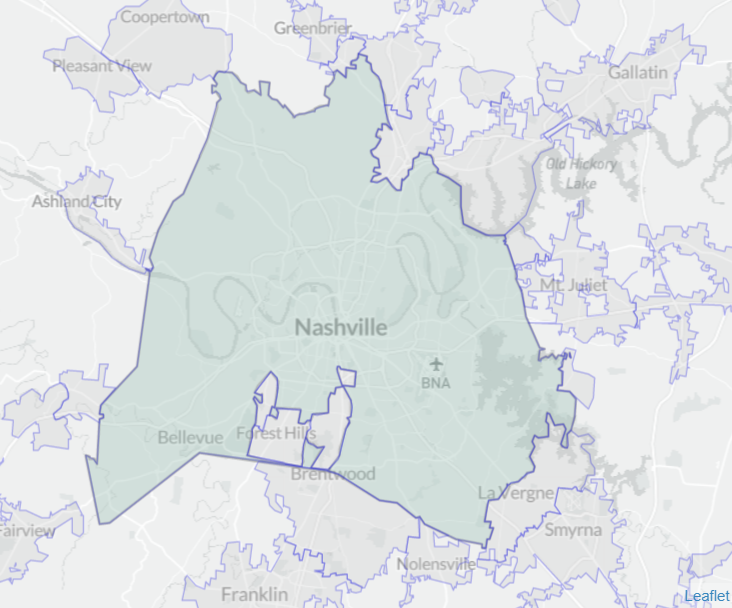 Coopertown
Greenbrier
Pleasant View
Gallatin
Old Hickory
Lake
Ashland City
Mt. Juliet
Nashville
BNA
Forest Hills
Bellevue
Brentwood
La Vergne
Fairview
Smyrna
Nolensville
Franklin
Leaflet